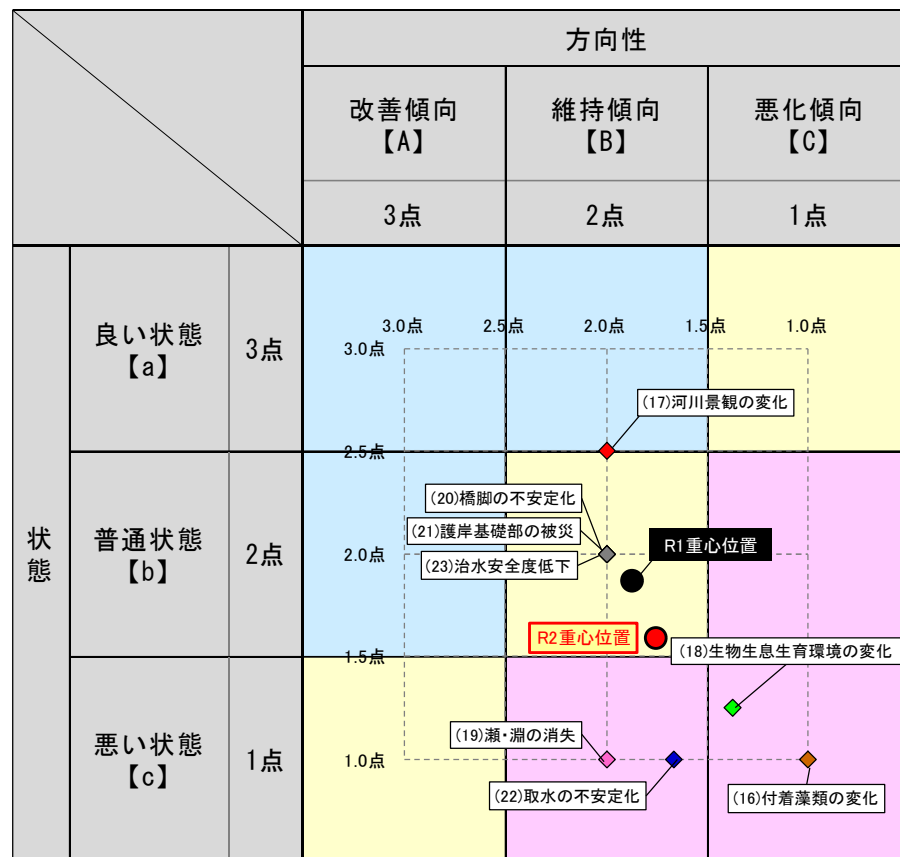 方向性
改善傾向
【A】
維持傾向
【B】
悪化傾向
【C】
3点
2点
1点
状態
良い状態
【a】
3点
普通状態
【b】
2点
悪い状態
【c】
1点
3.0点
2.5点
2.0点
1.5点
1.0点
3.0点
(17)河川景観の変化
2.5点
(20)橋脚の不安定化
(21)護岸基礎部の被災
R1重心位置
2.0点
(23)治水安全度低下
R2重心位置
(18)生物生息生育環境の変化
1.5点
(19)瀬・淵の消失
1.0点
(22)取水の不安定化
(16)付着藻類の変化